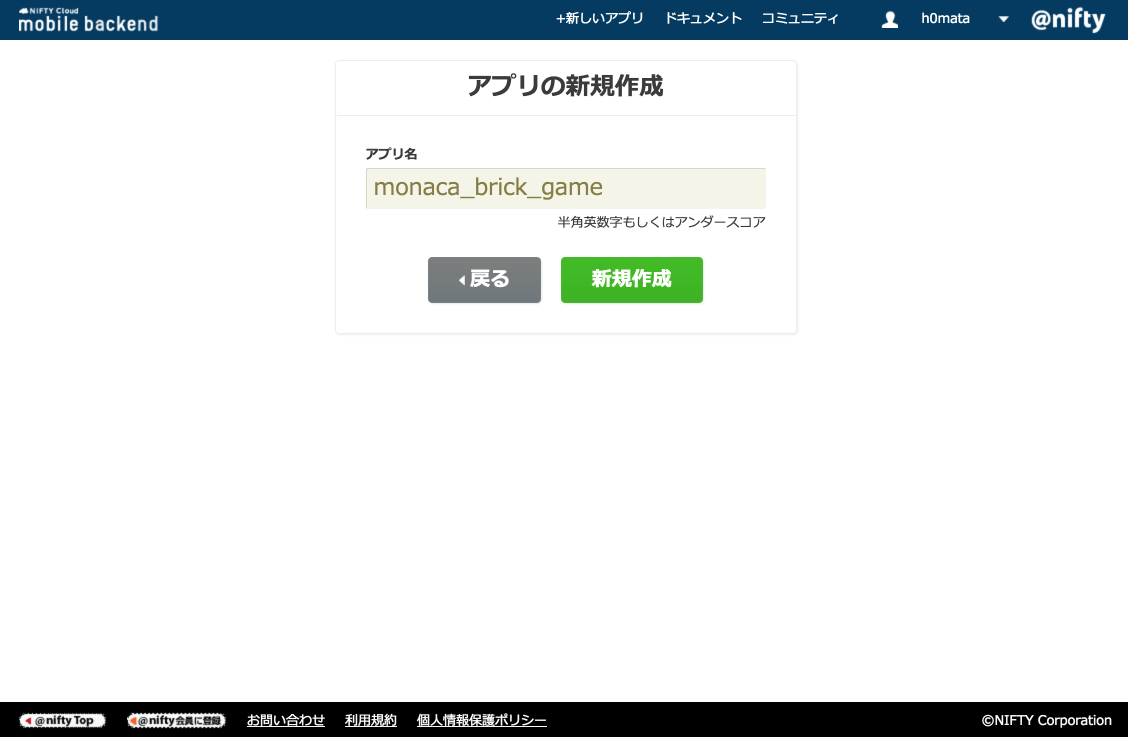 NIFTY Cloud
mobile backend
+新しいアプリ ドキュメント コミュニティ h0mata @nifty
アプリの新規作成
アプリ名
monaca_brick_game
半角英数字もしくはアンダースコア
戻る 新規作成
@nifty Top @nifty会員に登録 お問い合わせ 利用規約 個人情報保護ポリシー ©NIFTY Corporation